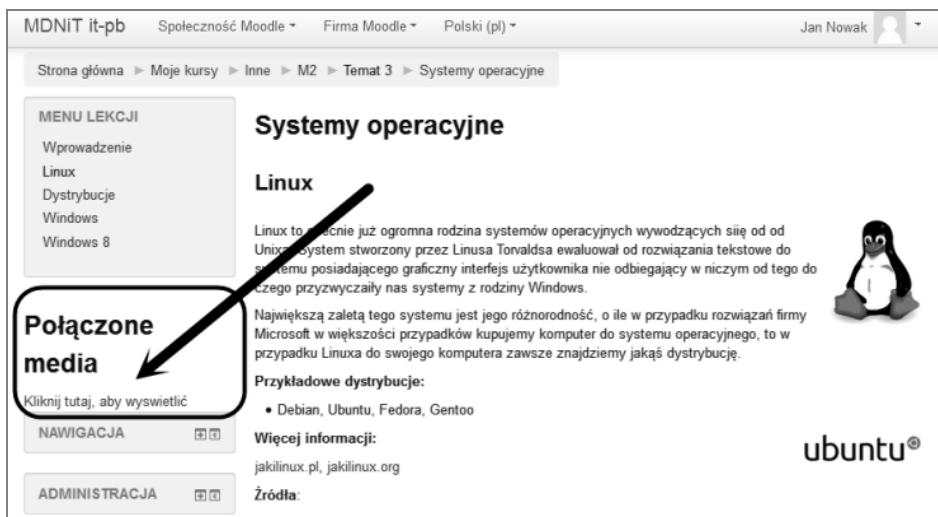 MDNiT it-pb Społeczność Moodle Firma Moodle Polski (pl) Jan Nowak
Strona główna Moje kursy Inne M2 Temat 3 Systemy operacyjne
MENU LEKCJI
Wprowadzenie
Linux
Dystrybucje
Windows
Windows 8
Połączone
media
Kliknij tutaj, aby wyswietlić
NAWIGACJA
ADMINISTRACJA
Systemy operacyjne
Linux
Linux to już ogromna rodzina systemów operacyjnych wywodzących siię od od
System stworzony przez Linusa Torvaldsa ewaluował od rozwiązania tekstowe do
systemu posiadającego graficzny interfejs użytkownika nie odbiegający w niczym od tego do
czego przyzwyczaiły nas systemy z rodziny Windows.
Największą zaletą tego systemu jest jego różnorodność, o ile w przypadku rozwiązań firmy
Microsoft w większości przypadków kupujemy komputer do systemu operacyjnego, to w
przypadku Linuxa do swojego komputera zawsze znajdziemy jakąś dystrybucję.
Przykładowe dystrybucje:
• Debian, Ubuntu, Fedora, Gentoo
Więcej informacji:
jakilinux.pl, jakilinux.org
Źródła:
ubuntu®